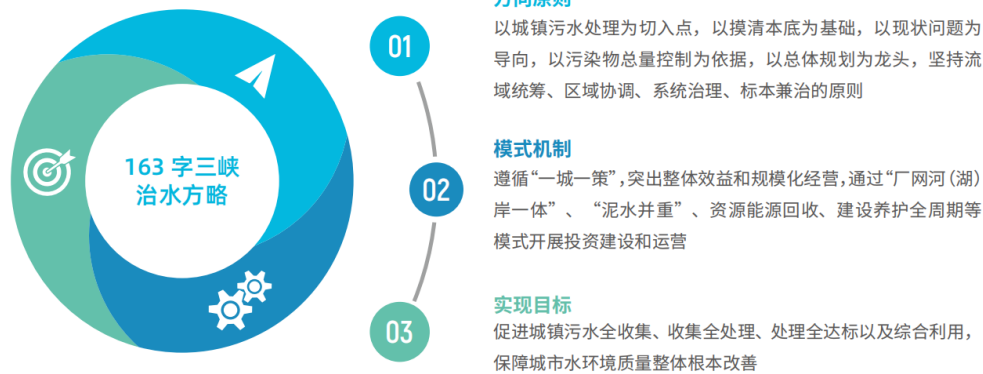 163 字三峡
治水方略
01
方向原则
以城镇污水处理为切入点，以摸清本底为基础，以现状问题为
导向，以污染物总量控制为依据，以总体规划为龙头，坚持流
域统筹、区域协调、系统治理、标本兼治的原则
02
模式机制
遵循“一城一策”，突出整体效益和规模化经营，通过“厂网河（湖）
岸一体”、“泥水并重”、资源能源回收、建设养护全周期等
模式开展投资建设和运营
03
实现目标
促进城镇污水全收集、收集全处理、处理全达标以及综合利用，
保障城市水环境质量整体根本改善